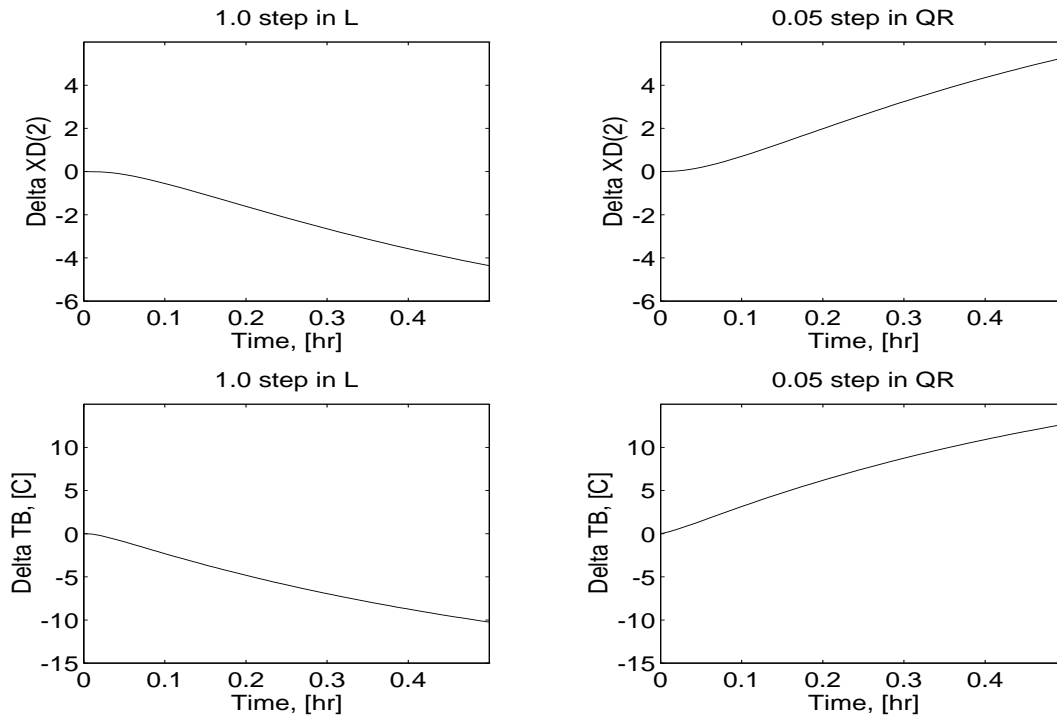 1.0 step in L
4
2
0
-2
-4
-6
Delta XD(2)
0 0.1 0.2 0.3 0.4
Time, [hr]
0.05 step in QR
4
2
0
-2
-4
-6
Delta XD(2)
0 0.1 0.2 0.3 0.4
Time, [hr]
1.0 step in L
10
5
0
-5
-10
-15
Delta TB, [C]
0 0.1 0.2 0.3 0.4
Time, [hr]
0.05 step in QR
10
5
0
-5
-10
-15
Delta TB, [C]
0 0.1 0.2 0.3 0.4
Time, [hr]